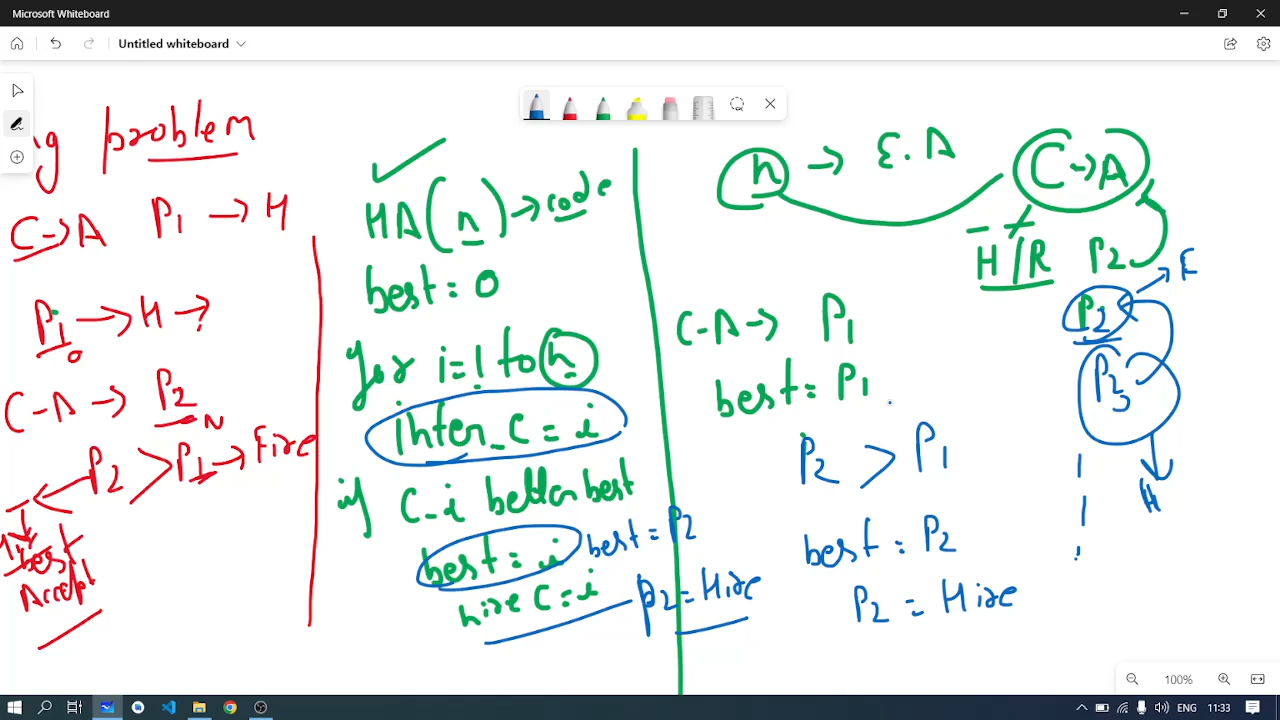 Microsoft Whiteboard
Untitled whiteboard
problem
C → A P1 → H
P1 → H → ?
0
C-A → P2
N
P2 > P1 → Fire
best
Accept
HA(n) → code
best = 0
for i = 1 to n
inter_C = i
if C-i better best
best = i best = P2
hire C = i P2 = Hire
n → E.A C → A
H/R P2
P2
P3
H
C-A → P1
best = P1
P2 > P1
best = P2
P2 = Hire
100%
ENG 11:33